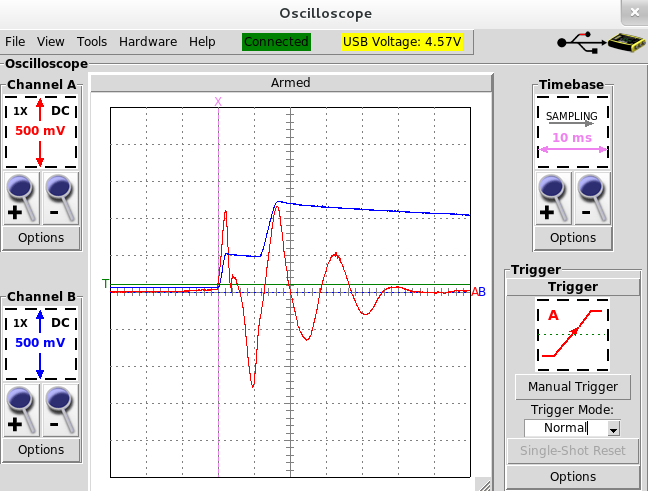 Oscilloscope
File View Tools Hardware Help Connected USB Voltage: 4.57V
Oscilloscope
Channel A
1X DC
500 mV
+ -
Options
Channel B
1X DC
500 mV
+ -
Options
Armed
X
T
AB
Timebase
SAMPLING
10 ms
+ -
Options
Trigger
Trigger
A
Manual Trigger
Trigger Mode:
Normal
Single-Shot Reset
Options